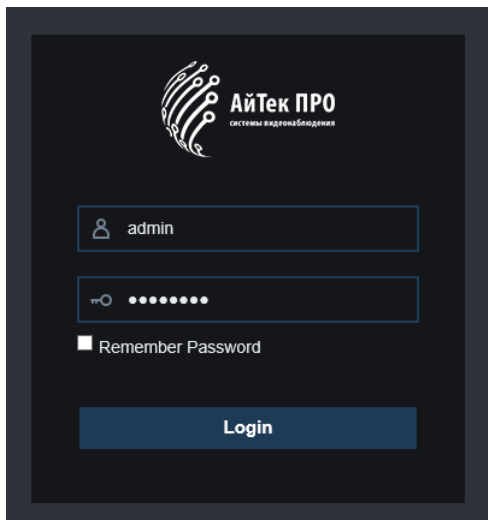 АйТек ПРО
системы видеонаблюдения
admin
••••••••
Remember Password
Login